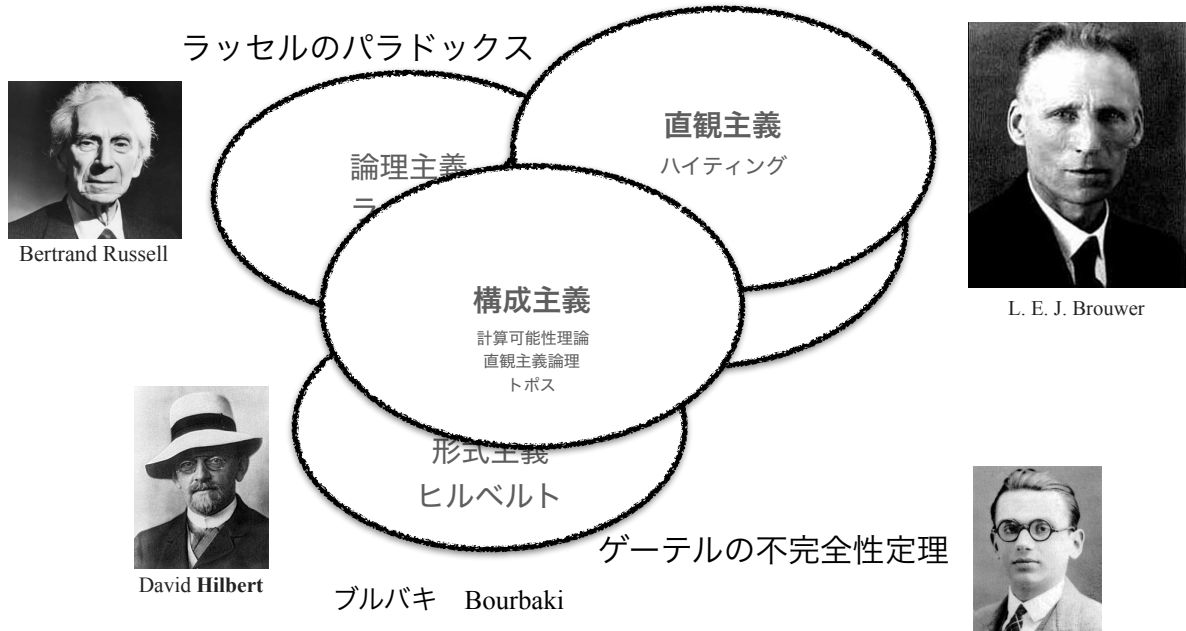 ラッセルのパラドックス
直観主義
ハイティング
論理主義
ラ
Bertrand Russell
構成主義
計算可能性理論
直観主義論理
トポス
L. E. J. Brouwer
形式主義
ヒルベルト
ゲーテルの不完全性定理
David Hilbert
ブルバキ Bourbaki